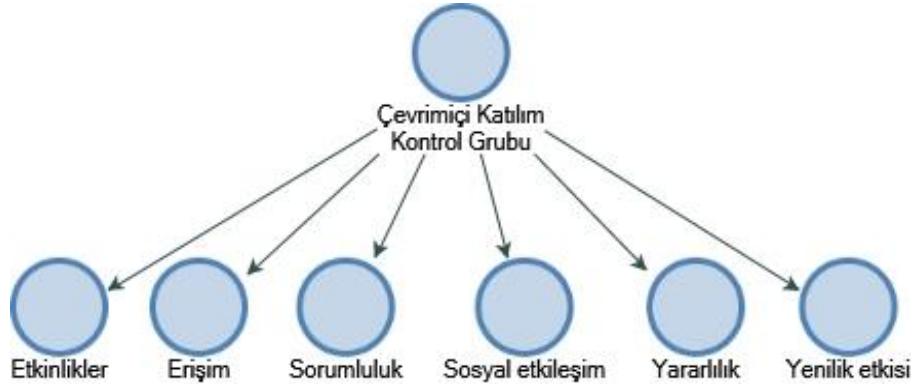 Çevrimiçi Katılım
Kontrol Grubu
Etkinlikler
Erişim
Sorumluluk
Sosyal etkileşim
Yararlılık
Yenilik etkisi